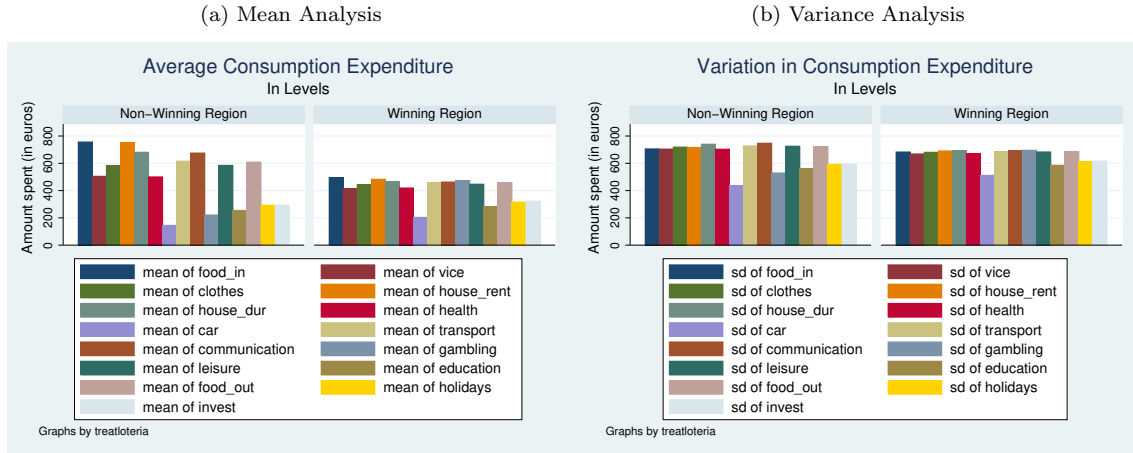 (a) Mean Analysis
Average Consumption Expenditure
In Levels
Non−Winning Region
Winning Region
Amount spent (in euros)
800
600
400
200
0
mean of food_in
mean of vice
mean of clothes
mean of house_rent
mean of house_dur
mean of health
mean of car
mean of transport
mean of communication
mean of gambling
mean of leisure
mean of education
mean of food_out
mean of holidays
mean of invest
Graphs by treatloteria
(b) Variance Analysis
Variation in Consumption Expenditure
In Levels
Non−Winning Region
Winning Region
Amount spent (in euros)
800
600
400
200
0
sd of food_in
sd of vice
sd of clothes
sd of house_rent
sd of house_dur
sd of health
sd of car
sd of transport
sd of communication
sd of gambling
sd of leisure
sd of education
sd of food_out
sd of holidays
sd of invest
Graphs by treatloteria